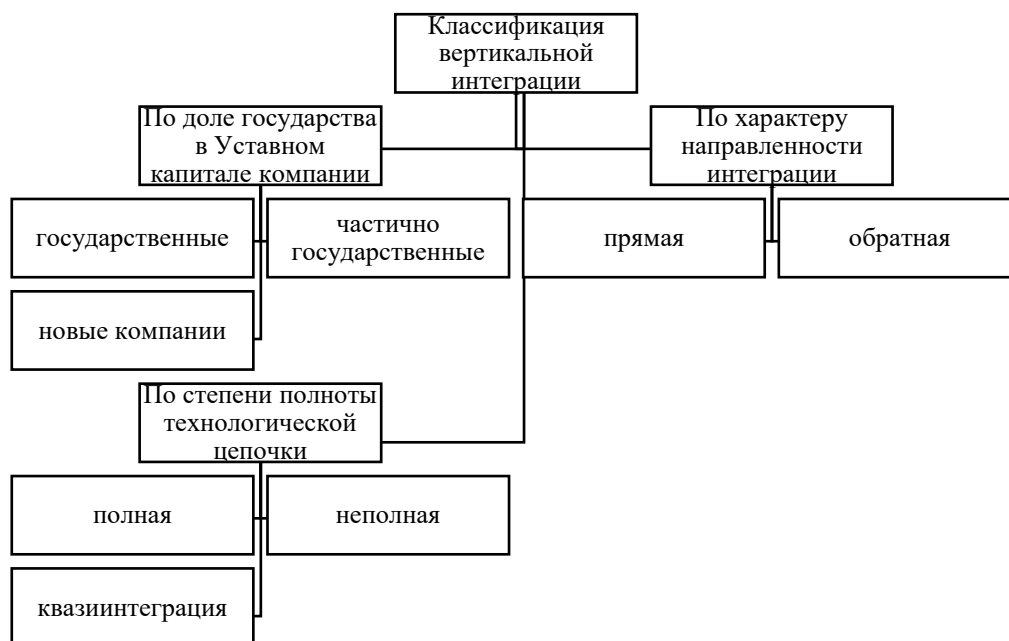 Классификация
вертикальной
интеграции
По доле государства
в Уставном
капитале компании
По характеру
направленности
интеграции
государственные
частично
государственные
прямая
обратная
новые компании
По степени полноты
технологической
цепочки
полная
неполная
квазиинтеграция